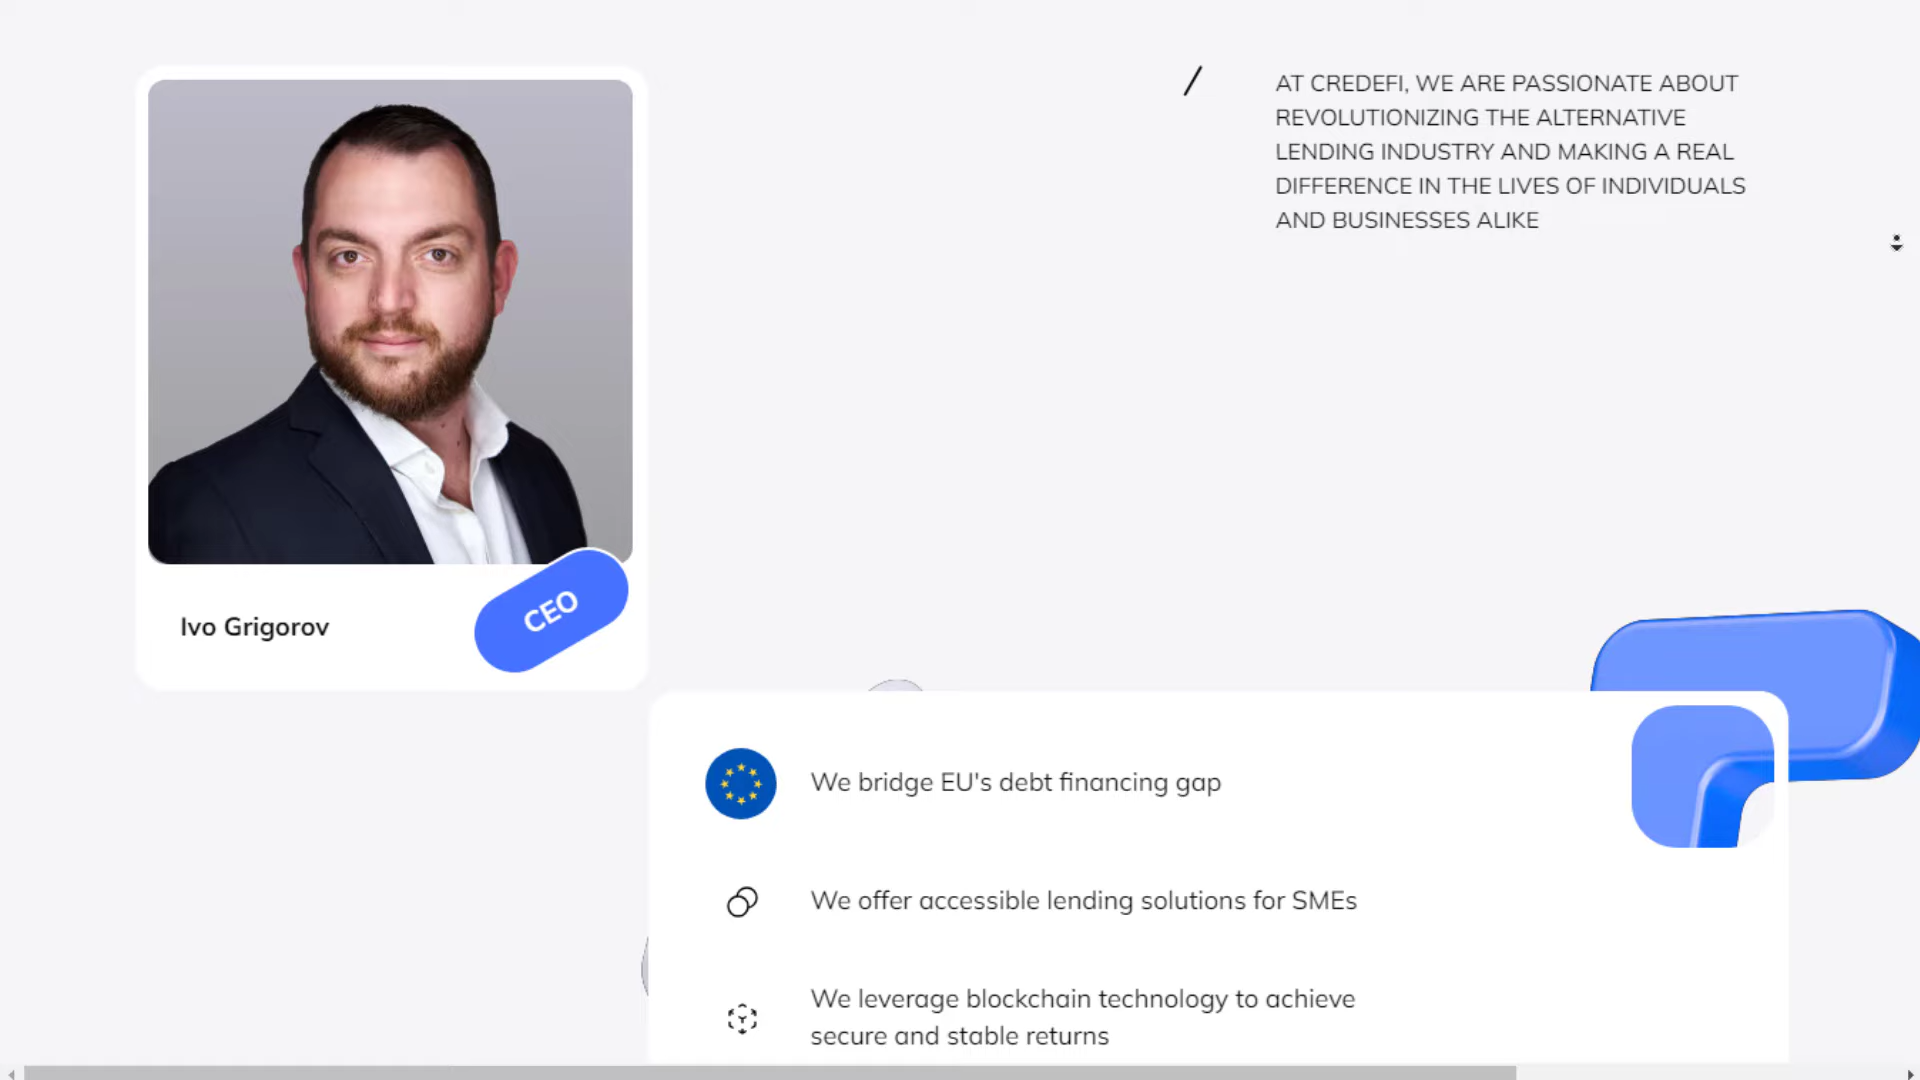 AT CREDEFI, WE ARE PASSIONATE ABOUT
REVOLUTIONIZING THE ALTERNATIVE
LENDING INDUSTRY AND MAKING A REAL
DIFFERENCE IN THE LIVES OF INDIVIDUALS
AND BUSINESSES ALIKE
Ivo Grigorov
CEO
We bridge EU's debt financing gap
We offer accessible lending solutions for SMEs
We leverage blockchain technology to achieve
secure and stable returns